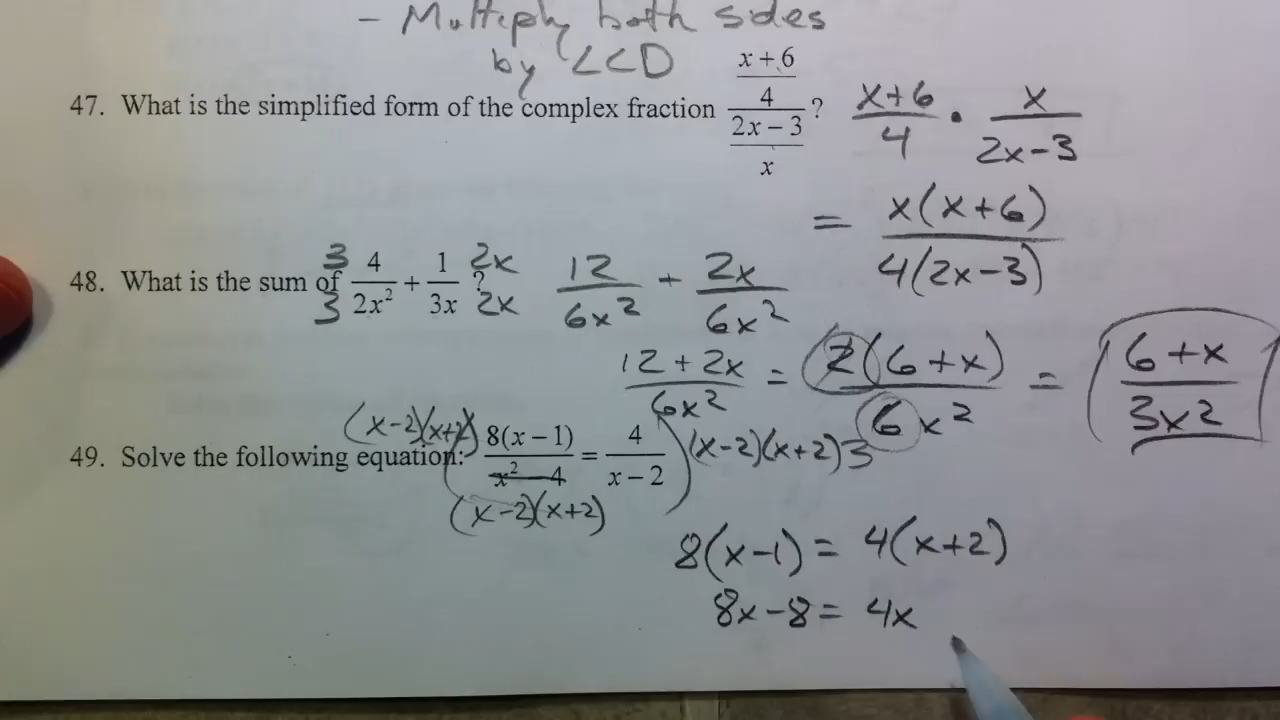 - Multiply both sides
by LCD
47. What is the simplified form of the complex fraction (x + 6)/4 / (2x − 3)/x ? (x+6)/4 · x/(2x−3)
= x(x+6)/4(2x−3)
48. What is the sum of 3/3 4/2x² + 1/3x ? 2x/2x 12/6x² + 2x/6x²
12 + 2x/6x² = 2(6+x)/6x² = 6+x/3x²
(x−2)(x+2) (x−2)(x+2) 3
49. Solve the following equation: 8(x − 1)/x² − 4 = 4/x − 2
(x−2)(x+2)
8(x−1) = 4(x+2)
8x−8 = 4x